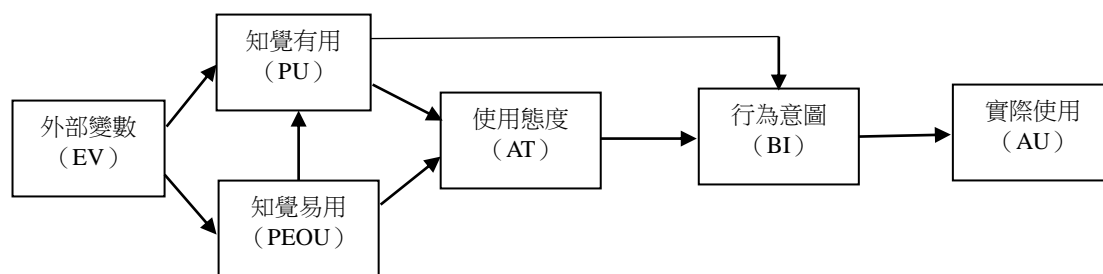 知覺有用
（PU）
外部變數
（EV）
知覺易用
（PEOU）
使用態度
（AT）
行為意圖
（BI）
實際使用
（AU）